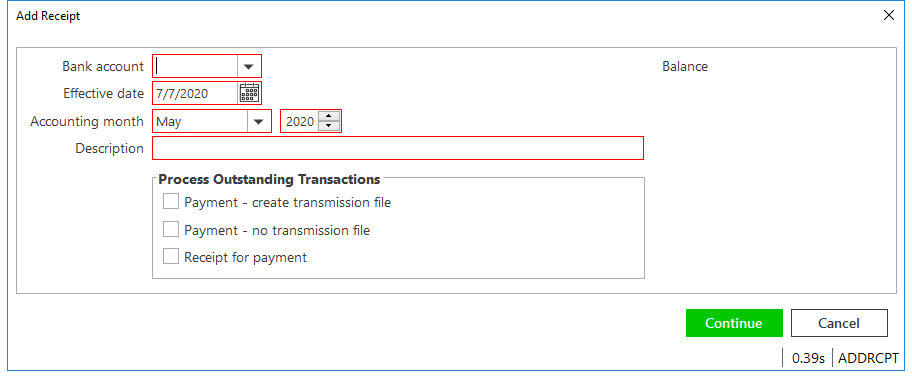 Add Receipt
Bank account Balance
Effective date 7/7/2020
Accounting month May 2020
Description
Process Outstanding Transactions
Payment - create transmission file
Payment - no transmission file
Receipt for payment
Continue Cancel
0.39s ADDRCPT